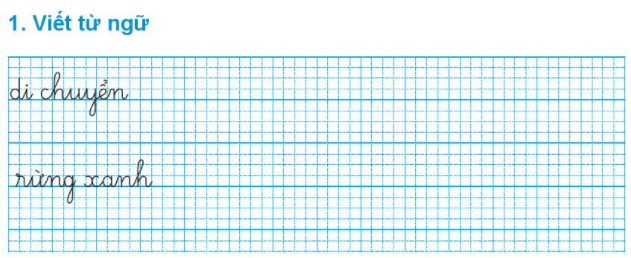 1. Viết từ ngữ
di chuyển
rừng xanh